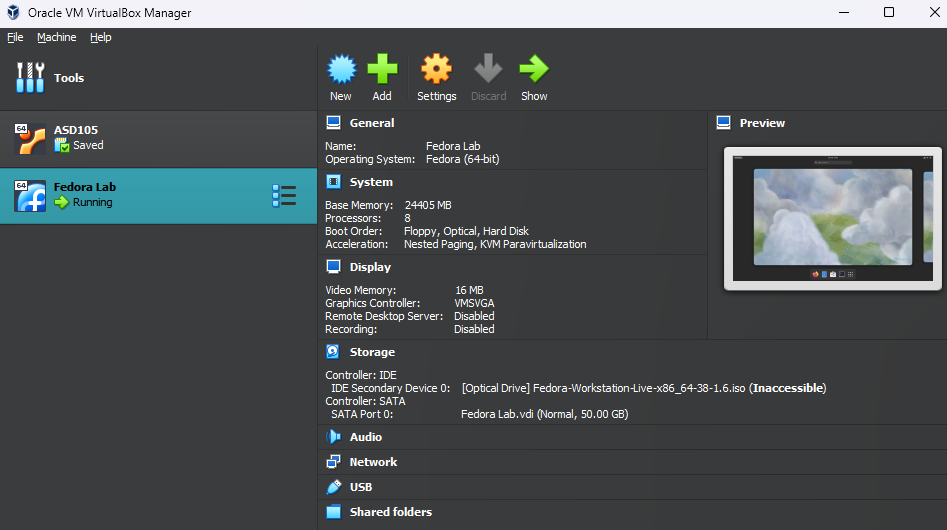 Oracle VM VirtualBox Manager
File Machine Help
Tools
New Add Settings Discard Show
64 ASD105
Saved
64 Fedora Lab
Running
General
Name: Fedora Lab
Operating System: Fedora (64-bit)
System
Base Memory: 24405 MB
Processors: 8
Boot Order: Floppy, Optical, Hard Disk
Acceleration: Nested Paging, KVM Paravirtualization
Display
Video Memory: 16 MB
Graphics Controller: VMSVGA
Remote Desktop Server: Disabled
Recording: Disabled
Storage
Controller: IDE
IDE Secondary Device 0: [Optical Drive] Fedora-Workstation-Live-x86_64-38-1.6.iso (Inaccessible)
Controller: SATA
SATA Port 0: Fedora Lab.vdi (Normal, 50.00 GB)
Audio
Network
USB
Shared folders
Preview